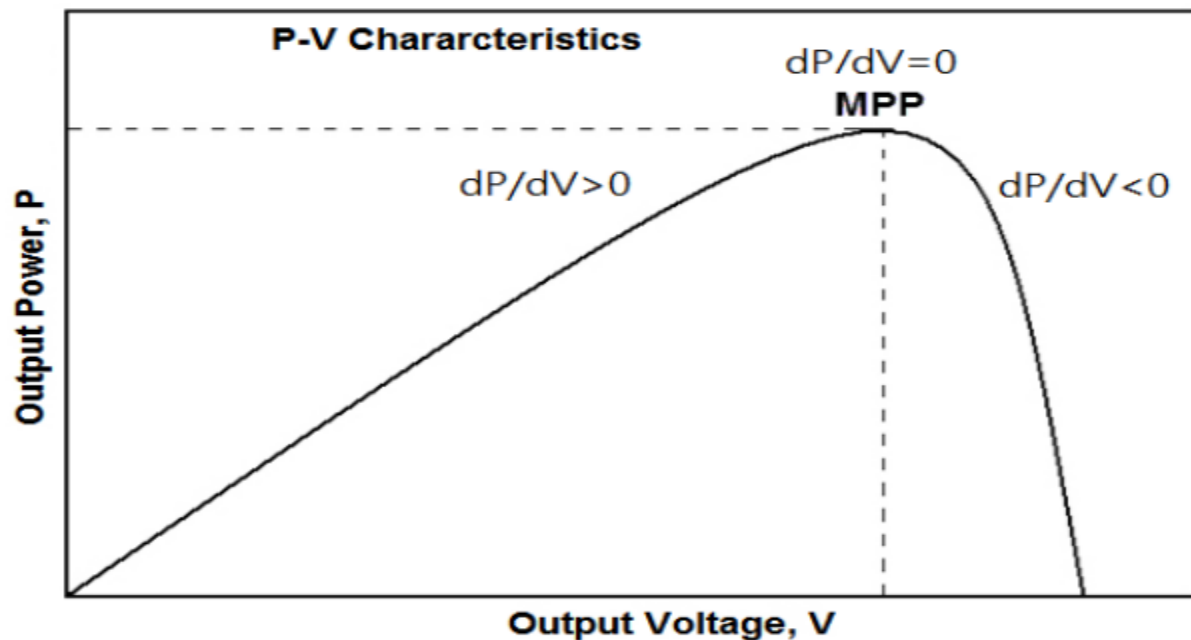 P-V Chararcteristics
dP/dV=0
MPP
dP/dV>0
dP/dV<0
Output Power, P
Output Voltage, V